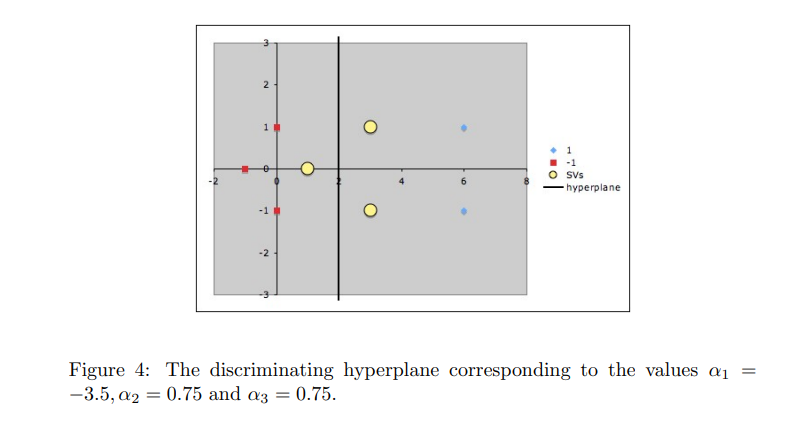 3
2
1
0
-2 0 2 4 6 8
-1
-2
-3
1
-1
SVs
hyperplane
Figure 4: The discriminating hyperplane corresponding to the values α₁ =
−3.5, α₂ = 0.75 and α₃ = 0.75.